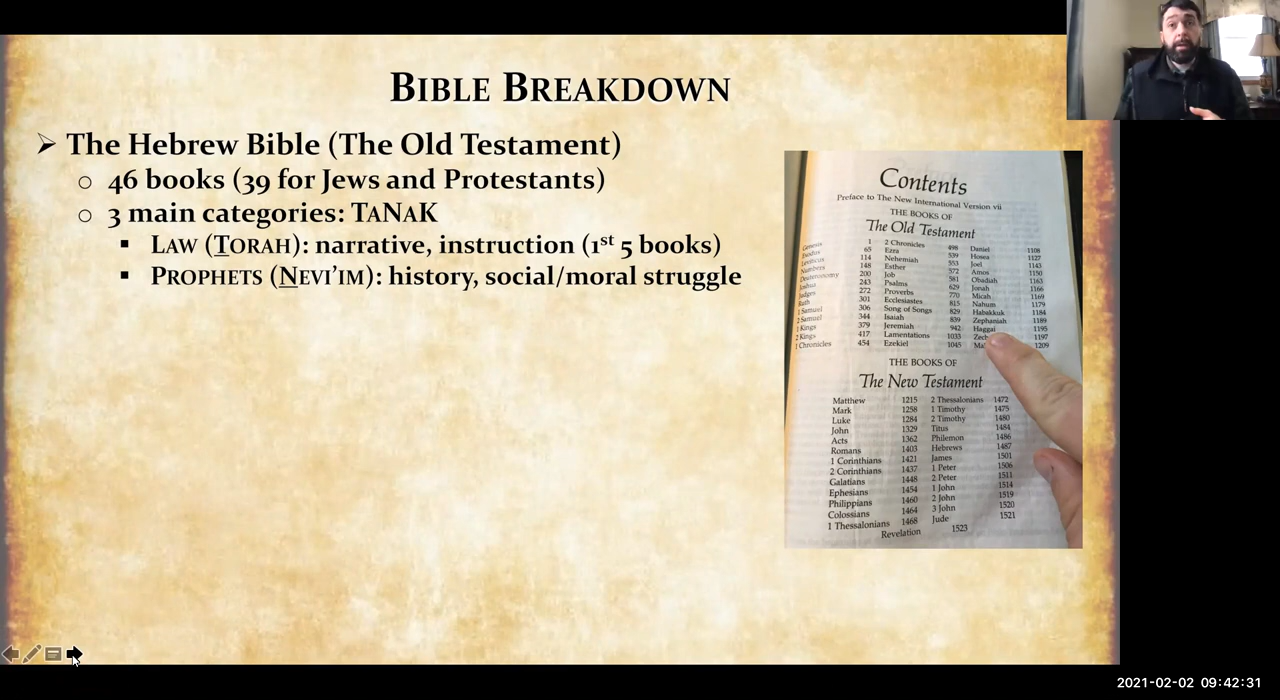 BIBLE BREAKDOWN
The Hebrew Bible (The Old Testament)
46 books (39 for Jews and Protestants)
3 main categories: TANAK
LAW (TORAH): narrative, instruction (1st 5 books)
PROPHETS (NEVI'IM): history, social/moral struggle
Contents
Preface to The New International Version vii
THE BOOKS OF
The Old Testament
Genesis 1
Exodus 65
Leviticus 114
Numbers 148
Deuteronomy 200
Joshua 243
Judges 272
Ruth 301
1 Samuel 306
2 Samuel 344
1 Kings 379
2 Kings 417
1 Chronicles 454
2 Chronicles 498
Ezra 539
Nehemiah 553
Esther 572
Job 581
Psalms 629
Proverbs 770
Ecclesiastes 815
Song of Songs 829
Isaiah 839
Jeremiah 942
Lamentations 1033
Ezekiel 1045
Daniel 1108
Hosea 1127
Joel 1143
Amos 1150
Obadiah 1163
Jonah 1166
Micah 1169
Nahum 1179
Habakkuk 1184
Zephaniah 1189
Haggai 1195
Zech 1197
Ma 1209
THE BOOKS OF
The New Testament
Matthew 1215
Mark 1258
Luke 1284
John 1329
Acts 1362
Romans 1403
1 Corinthians 1421
2 Corinthians 1437
Galatians 1448
Ephesians 1454
Philippians 1460
Colossians 1464
1 Thessalonians 1468
2 Thessalonians 1472
1 Timothy 1475
2 Timothy 1480
Titus 1484
Philemon 1486
Hebrews 1487
James 1501
1 Peter 1506
2 Peter 1511
1 John 1514
2 John 1519
3 John 1520
Jude 1521
Revelation 1523
2021-02-02 09:42:31